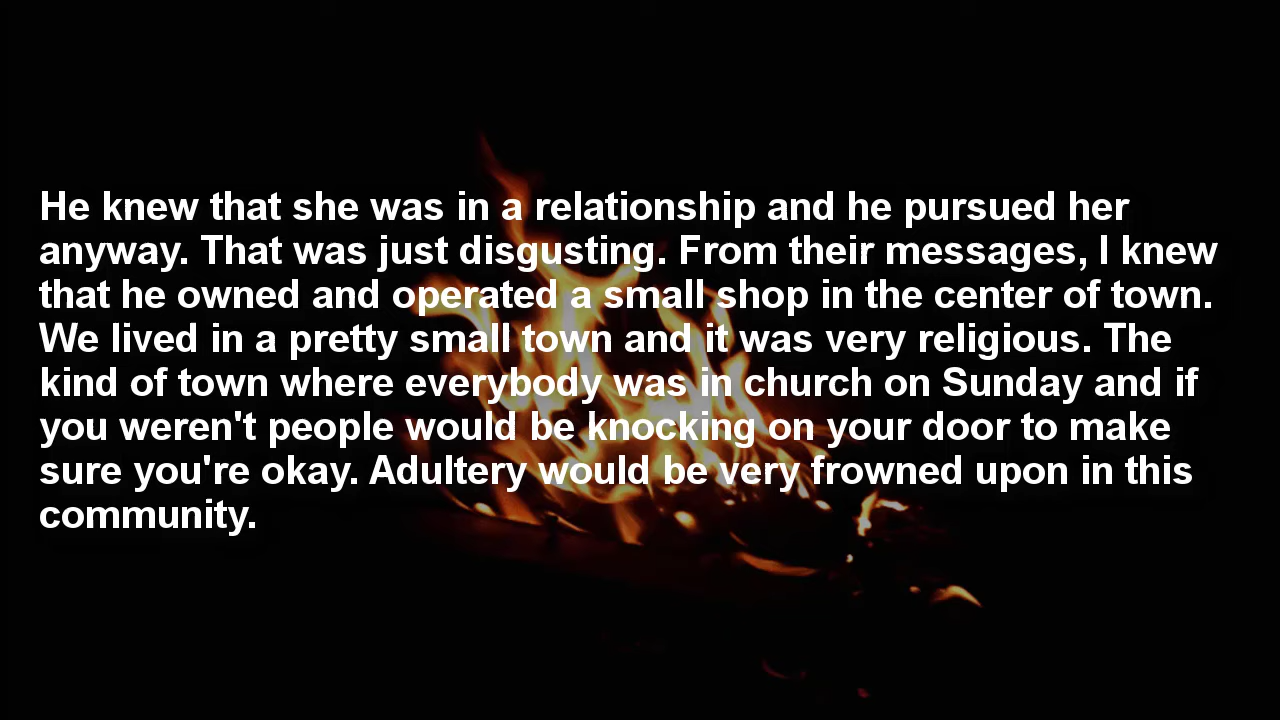 He knew that she was in a relationship and he pursued her
anyway. That was just disgusting. From their messages, I knew
that he owned and operated a small shop in the center of town.
We lived in a pretty small town and it was very religious. The
kind of town where everybody was in church on Sunday and if
you weren't people would be knocking on your door to make
sure you're okay. Adultery would be very frowned upon in this
community.